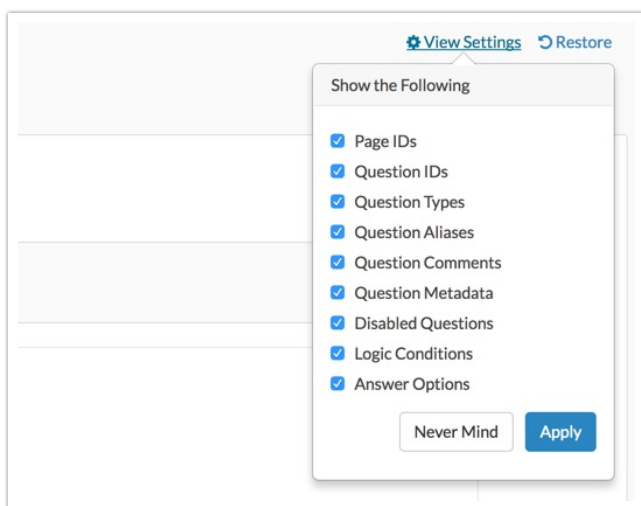 View Settings Restore
Show the Following
Page IDs
Question IDs
Question Types
Question Aliases
Question Comments
Question Metadata
Disabled Questions
Logic Conditions
Answer Options
Never Mind Apply